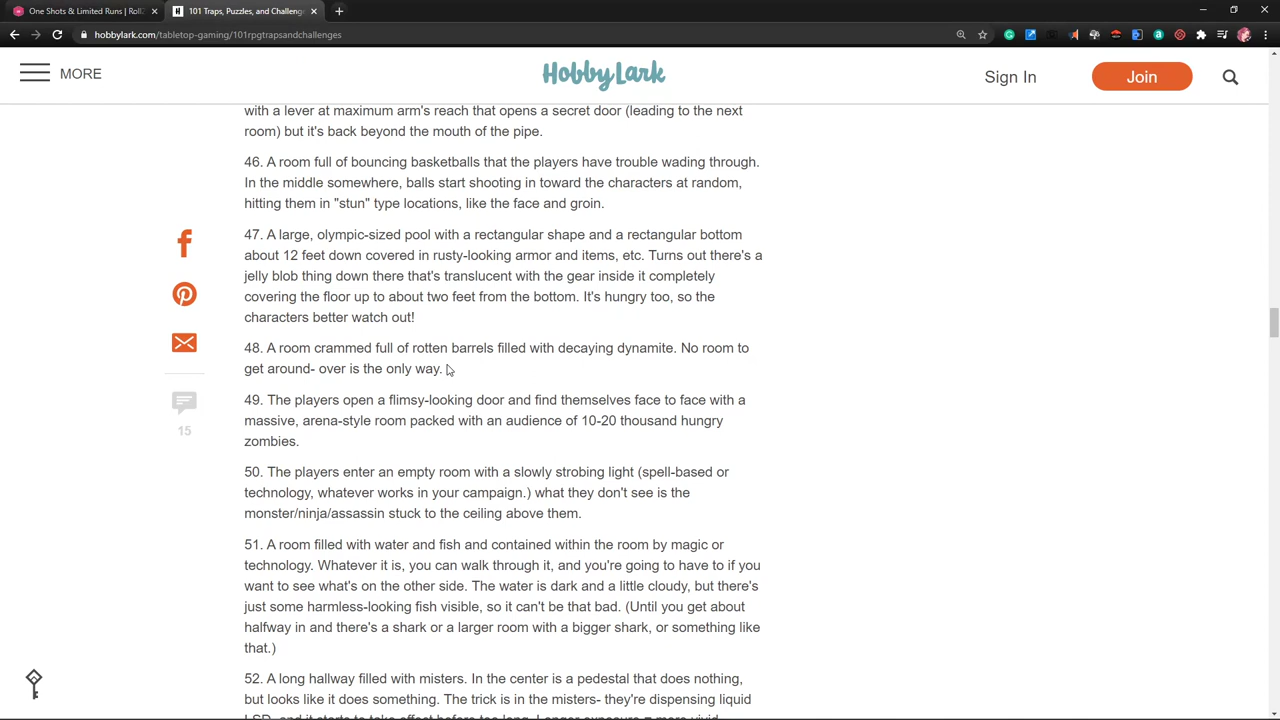 One Shots & Limited Runs | Roll
101 Traps, Puzzles, and Challeng
hobbylark.com/tabletop-gaming/101rpgtrapsandchallenges
MORE
HobbyLark
Sign In
Join
with a lever at maximum arm's reach that opens a secret door (leading to the next
room) but it's back beyond the mouth of the pipe.
46. A room full of bouncing basketballs that the players have trouble wading through.
In the middle somewhere, balls start shooting in toward the characters at random,
hitting them in "stun" type locations, like the face and groin.
47. A large, olympic-sized pool with a rectangular shape and a rectangular bottom
about 12 feet down covered in rusty-looking armor and items, etc. Turns out there's a
jelly blob thing down there that's translucent with the gear inside it completely
covering the floor up to about two feet from the bottom. It's hungry too, so the
characters better watch out!
48. A room crammed full of rotten barrels filled with decaying dynamite. No room to
get around- over is the only way.
49. The players open a flimsy-looking door and find themselves face to face with a
massive, arena-style room packed with an audience of 10-20 thousand hungry
zombies.
15
50. The players enter an empty room with a slowly strobing light (spell-based or
technology, whatever works in your campaign.) what they don't see is the
monster/ninja/assassin stuck to the ceiling above them.
51. A room filled with water and fish and contained within the room by magic or
technology. Whatever it is, you can walk through it, and you're going to have to if you
want to see what's on the other side. The water is dark and a little cloudy, but there's
just some harmless-looking fish visible, so it can't be that bad. (Until you get about
halfway in and there's a shark or a larger room with a bigger shark, or something like
that.)
52. A long hallway filled with misters. In the center is a pedestal that does nothing,
but looks like it does something. The trick is in the misters- they're dispensing liquid
LSD, and it starts to take effect before too long. Longer exposure = more vivid